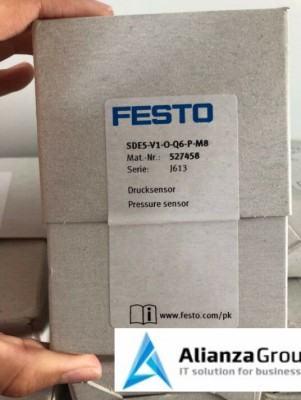 FESTO
SDE5-V1-O-Q6-P-M8
Mat.-Nr.: 527458
Serie: J613
Drucksensor
Pressure sensor
www.festo.com/pk
AlianzaGrou
IT solution for business